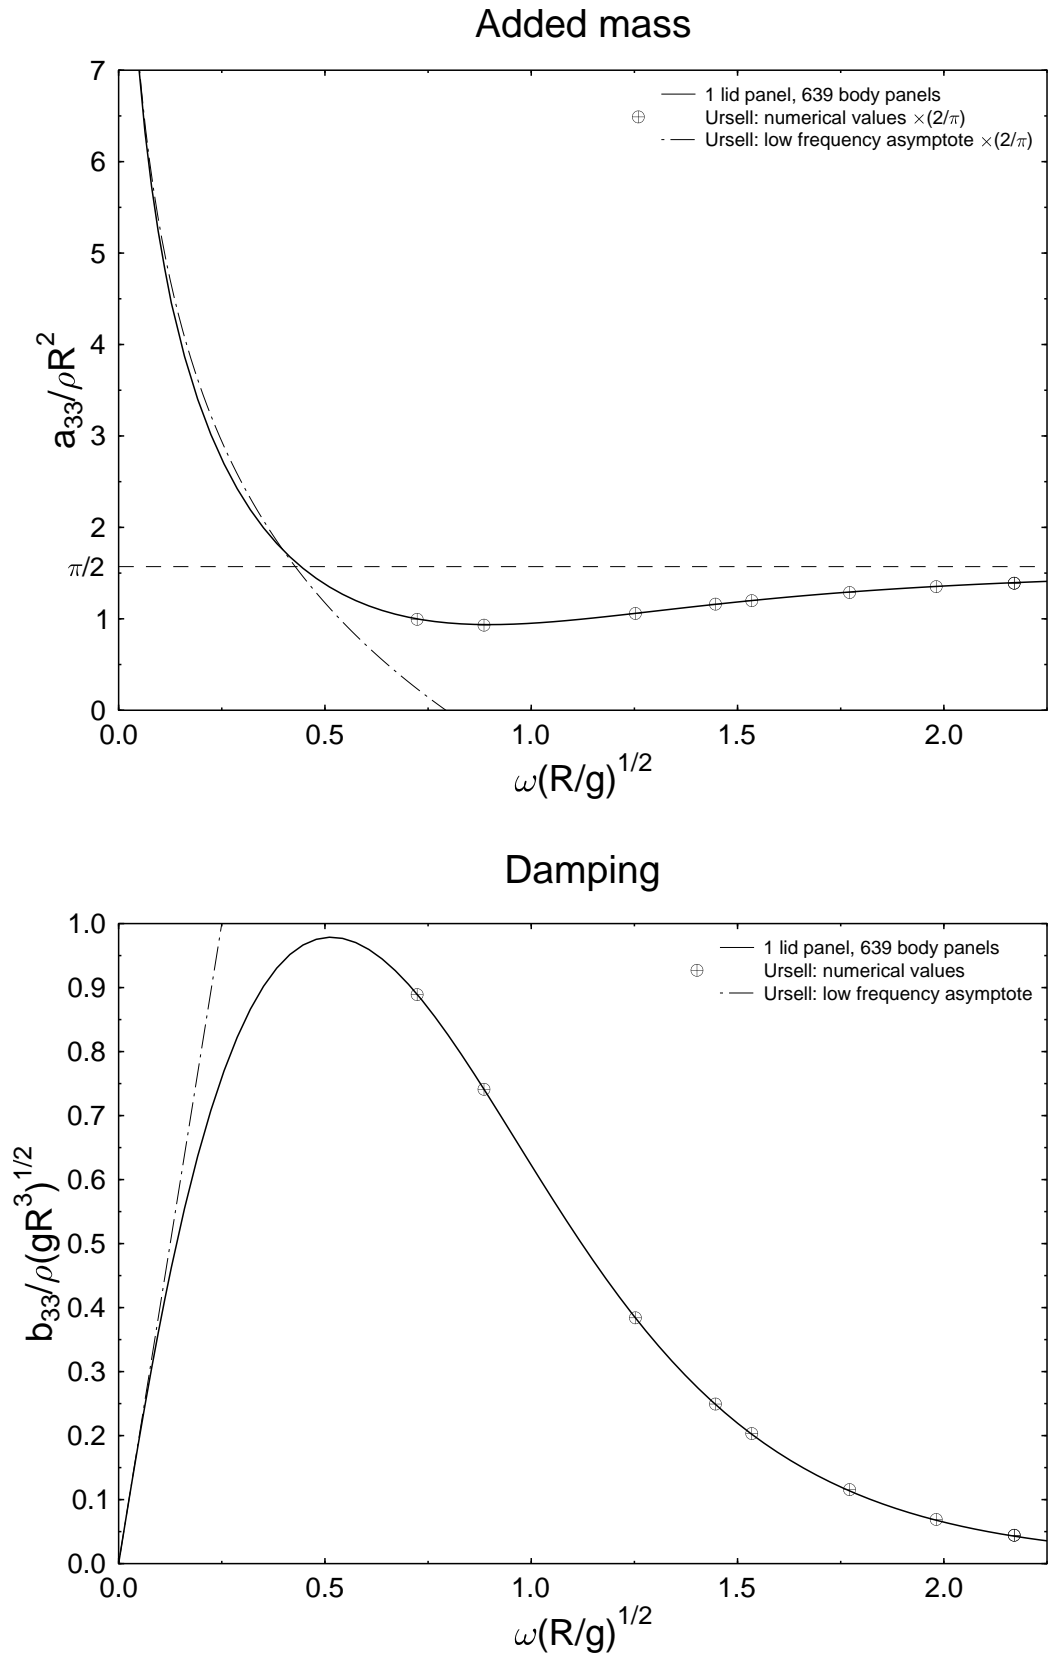 Added mass
7
6
5
4
3
2
π/2
1
0
a₃₃/ρR²
1 lid panel, 639 body panels
Ursell: numerical values ×(2/π)
Ursell: low frequency asymptote ×(2/π)
0.0 0.5 1.0 1.5 2.0
ω(R/g)^1/2
Damping
1.0
0.9
0.8
0.7
0.6
0.5
0.4
0.3
0.2
0.1
0.0
b₃₃/ρ(gR³)^1/2
1 lid panel, 639 body panels
Ursell: numerical values
Ursell: low frequency asymptote
0.0 0.5 1.0 1.5 2.0
ω(R/g)^1/2